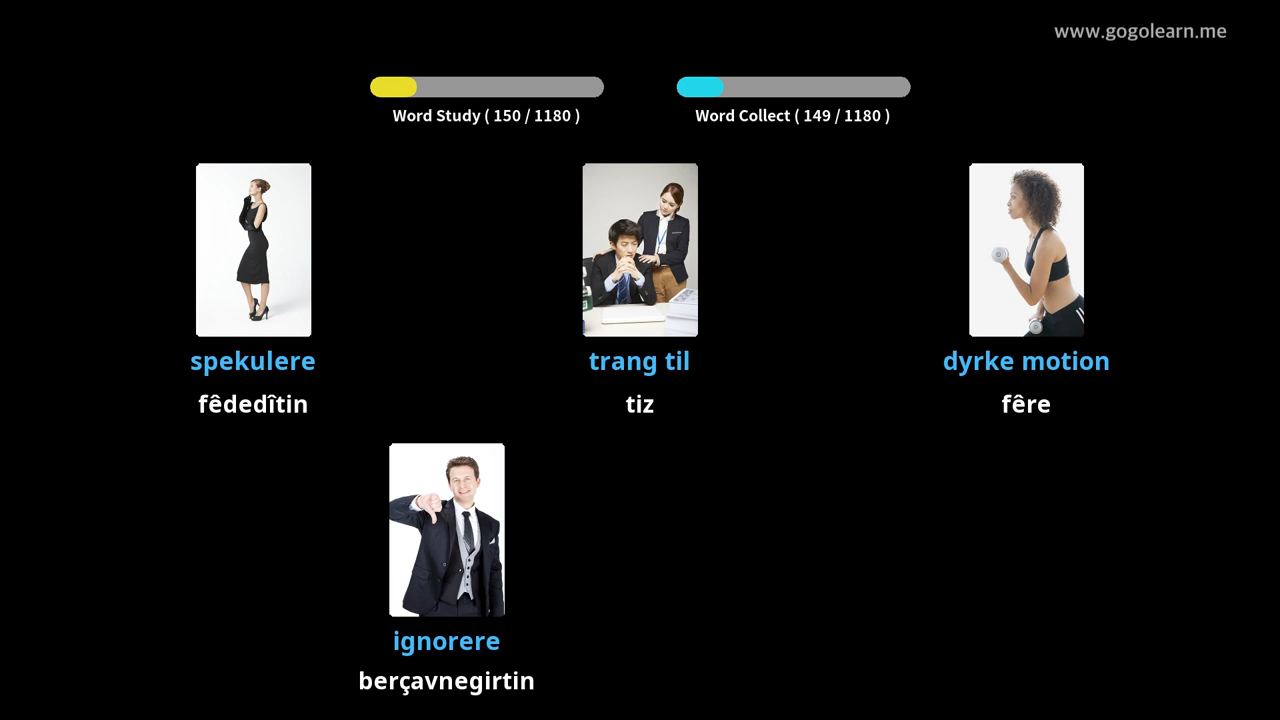 www.gogolearn.me
Word Study ( 150 / 1180 )
Word Collect ( 149 / 1180 )
spekulere
trang til
dyrke motion
fêdedîtin
tiz
fêre
ignorere
berçavnegirtin